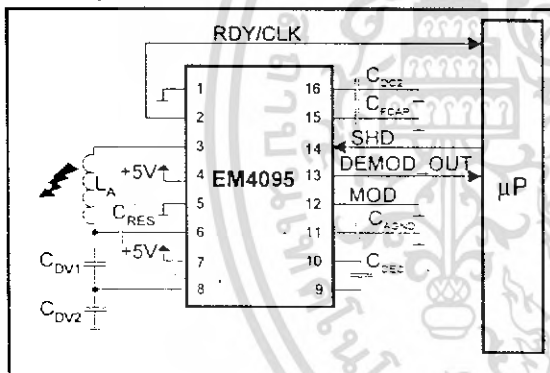 RDY/CLK
1
2
3
4
5
6
7
8
16
15
14
13
12
11
10
9
EM4095
+5V
+5V
L_A
C_RES
C_DV1
C_DV2
C_DC2
C_FCAP
SHD
DEMOD_OUT
MOD
C_AGND
C_DEC
µP